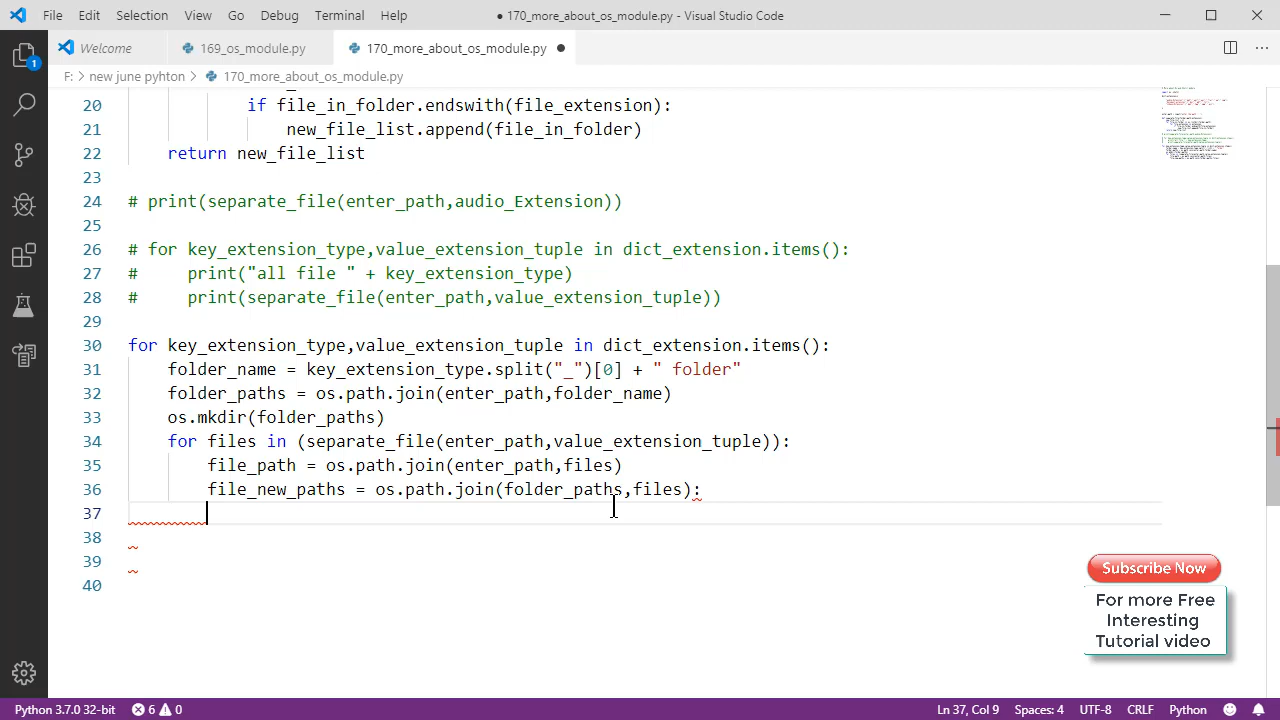 File Edit Selection View Go Debug Terminal Help ● 170_more_about_os_module.py - Visual Studio Code
Welcome 169_os_module.py 170_more_about_os_module.py
F: > new june pyhton > 170_more_about_os_module.py
20 if file_in_folder.endswith(file_extension):
21 new_file_list.append(file_in_folder)
22 return new_file_list
23
24 # print(separate_file(enter_path,audio_Extension))
25
26 # for key_extension_type,value_extension_tuple in dict_extension.items():
27 # print("all file " + key_extension_type)
28 # print(separate_file(enter_path,value_extension_tuple))
29
30 for key_extension_type,value_extension_tuple in dict_extension.items():
31 folder_name = key_extension_type.split("_")[0] + " folder"
32 folder_paths = os.path.join(enter_path,folder_name)
33 os.mkdir(folder_paths)
34 for files in (separate_file(enter_path,value_extension_tuple)):
35 file_path = os.path.join(enter_path,files)
36 file_new_paths = os.path.join(folder_paths,files):
37
38
39
40
1
Subscribe Now
For more Free
Interesting
Tutorial video
Python 3.7.0 32-bit 6 0 Ln 37, Col 9 Spaces: 4 UTF-8 CRLF Python